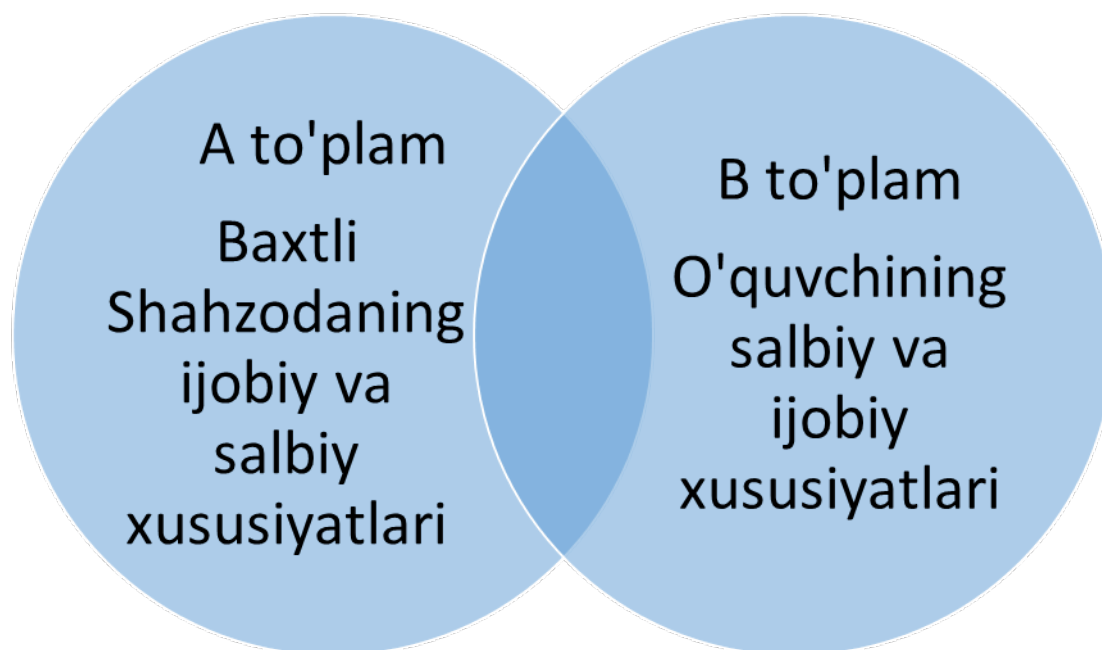 A to'plam
Baxtli
Shahzodaning
ijobiy va
salbiy
xususiyatlari
B to'plam
O'quvchining
salbiy va
ijobiy
xususiyatlari